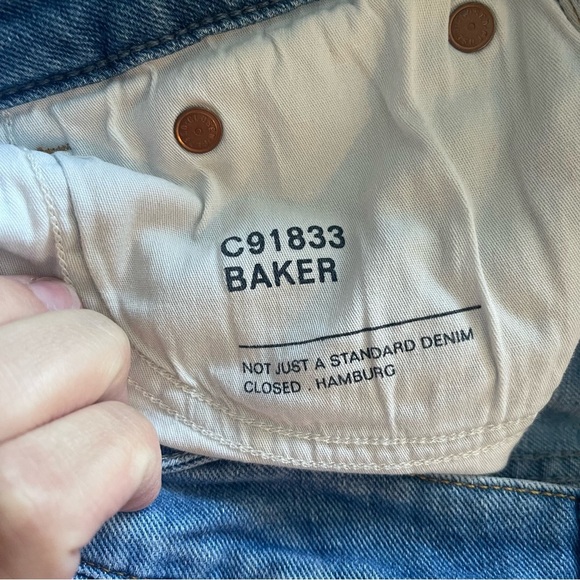 C91833
BAKER
NOT JUST A STANDARD DENIM
CLOSED . HAMBURG